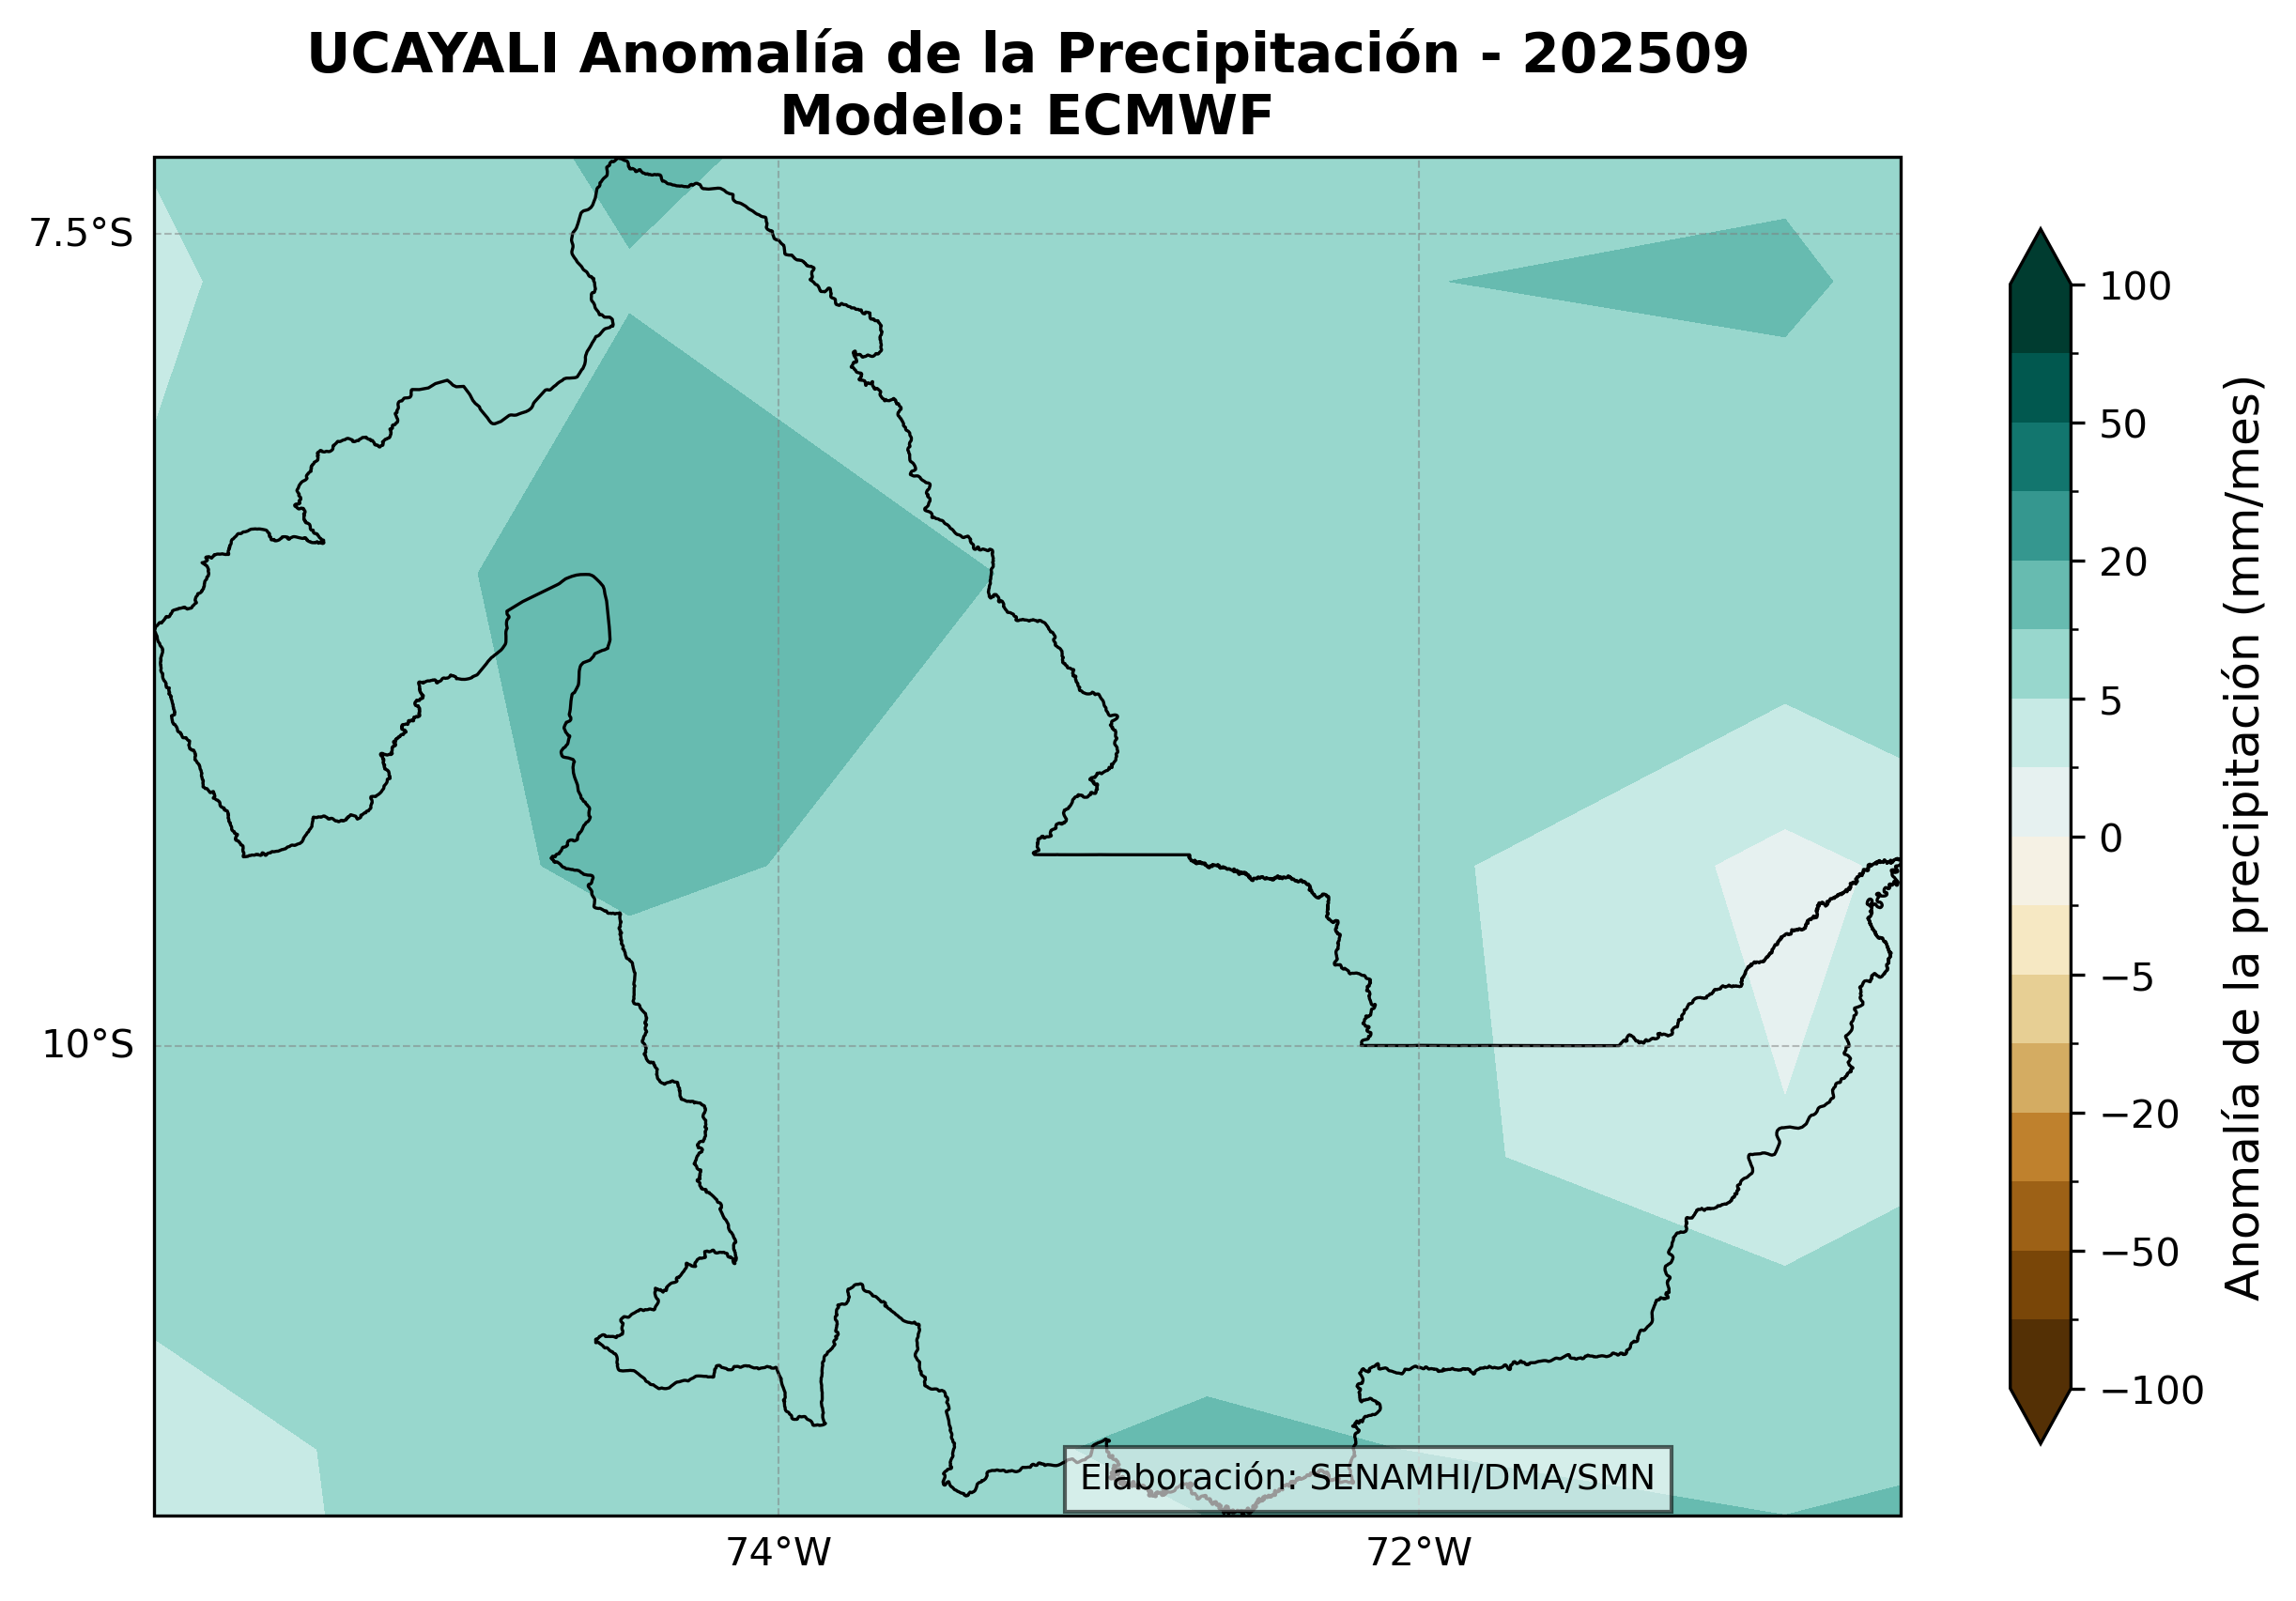 UCAYALI Anomalía de la Precipitación - 202509
Modelo: ECMWF
7.5°S
10°S
74°W
72°W
Elaboración: SENAMHI/DMA/SMN
100
50
20
5
0
−5
−20
−50
−100
Anomalía de la precipitación (mm/mes)